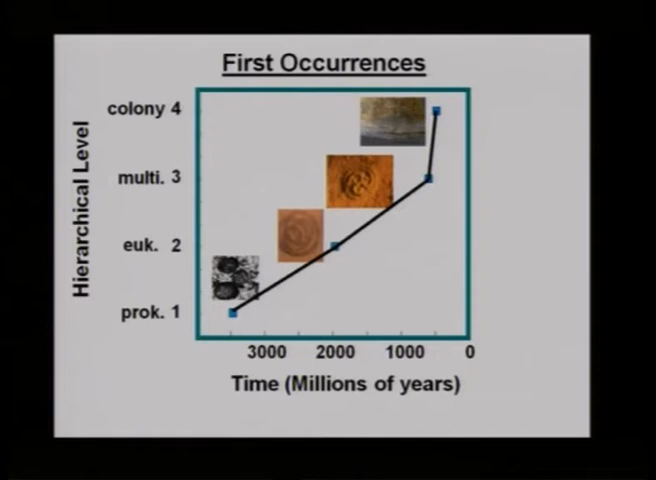 First Occurrences
colony 4
multi. 3
euk. 2
prok. 1
Hierarchical Level
3000 2000 1000 0
Time (Millions of years)